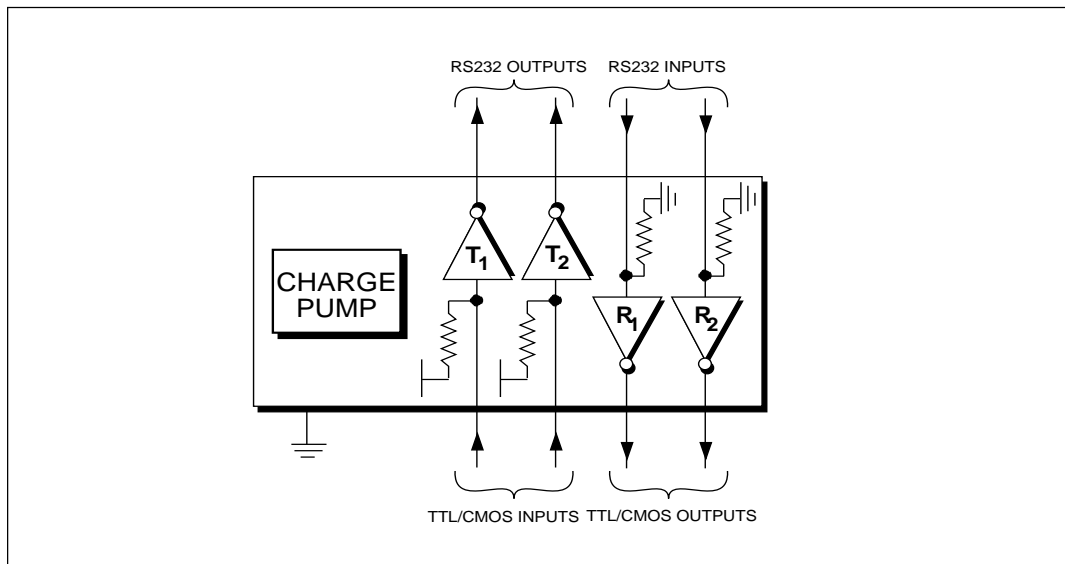 RS232 OUTPUTS
RS232 INPUTS
T1
T2
CHARGE
PUMP
R1
R2
TTL/CMOS INPUTS
TTL/CMOS OUTPUTS